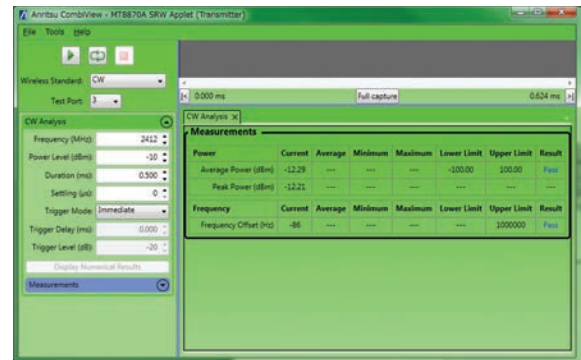 Anritsu CombiView - MT8870A SRW Applet (Transmitter)
File Tools Help
Wireless Standard: CW
Test Port: 3
CW Analysis
Frequency (MHz) 2412
Power Level (dBm) -10
Duration (ms) 0.500
Settling (µs) 0
Trigger Mode Immediate
Trigger Delay (ms) 0.000
Trigger Level (dB) -20
Display Numerical Results
Measurements
0.000 ms Full capture 0.624 ms
CW Analysis
Measurements
Power Current Average Minimum Maximum Lower Limit Upper Limit Result
Average Power (dBm) -12.29 --- --- --- -100.00 100.00 Pass
Peak Power (dBm) -12.21 --- --- --- --- --- ---
Frequency Current Average Minimum Maximum Lower Limit Upper Limit Result
Frequency Offset (Hz) -86 --- --- --- --- 1000000 Pass